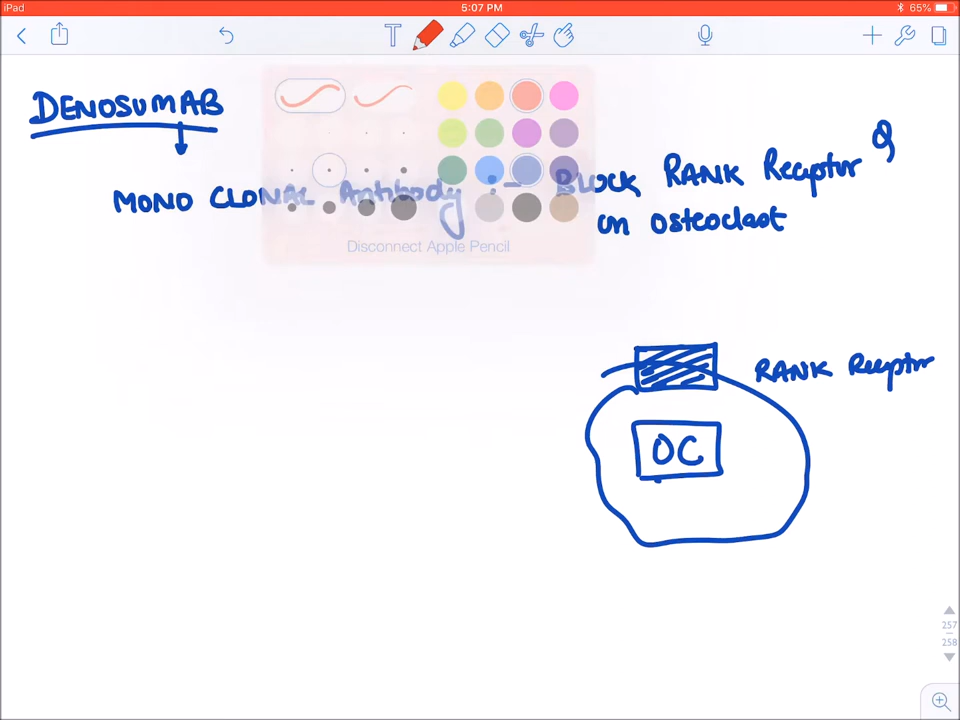 iPad 5:07 PM 65%
T
DENOSUMAB
MONO CLONAL Antibody :- BLOCK RANK Receptor
on osteoclast
Disconnect Apple Pencil
RANK Receptor
OC
257
258